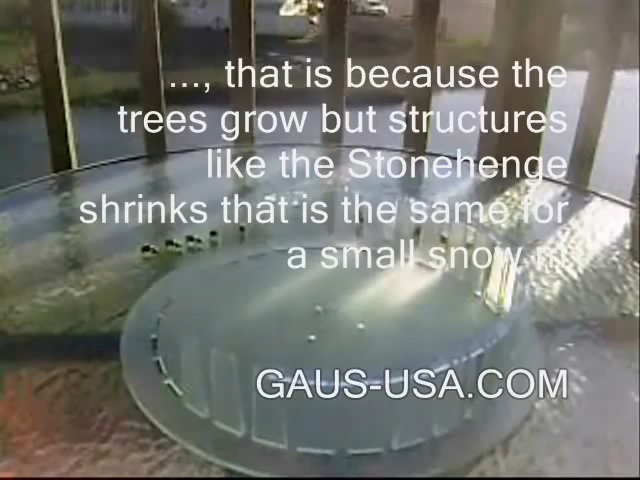 ..., that is because the
trees grow but structures
like the Stonehenge
shrinks that is the same for
a small snow
GAUS-USA.COM